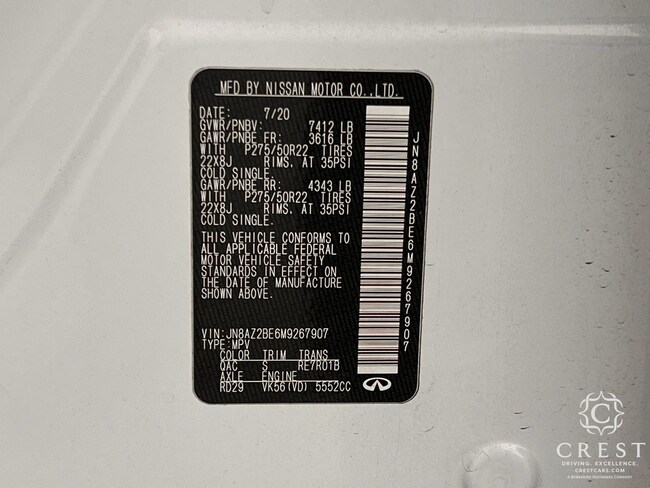 MFD BY NISSAN MOTOR CO.,LTD.
DATE: 7/20
GVWR/PNBV: 7412 LB
GAWR/PNBE FR: 3616 LB
WITH P275/50R22 TIRES
22X8J RIMS. AT 35PSI
COLD SINGLE.
GAWR/PNBE RR: 4343 LB
WITH P275/50R22 TIRES
22X8J RIMS. AT 35PSI
COLD SINGLE.
THIS VEHICLE CONFORMS TO
ALL APPLICABLE FEDERAL
MOTOR VEHICLE SAFETY
STANDARDS IN EFFECT ON
THE DATE OF MANUFACTURE
SHOWN ABOVE.
VIN:JN8AZ2BE6M9267907
TYPE:MPV
COLOR TRIM TRANS
QAC S RE7R01B
AXLE ENGINE
RD29 VK56(VD) 5552CC
JN8AZ2BE6M9267907
C
CREST
DRIVING. EXCELLENCE.
CRESTCARS.COM
A BERKSHIRE HATHAWAY COMPANY